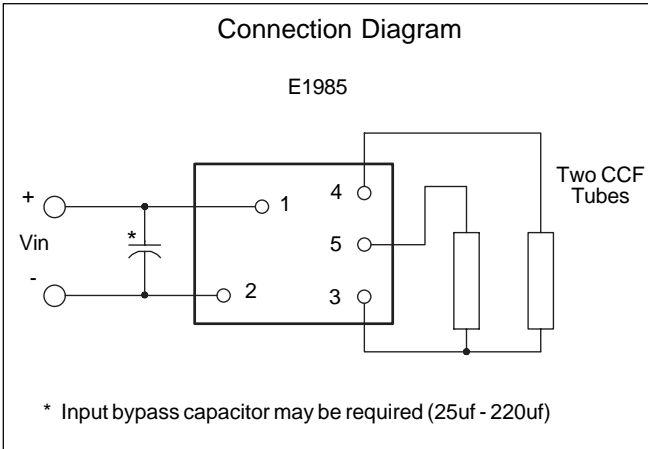 Connection Diagram
E1985
+
Vin
-
*
1
2
4
5
3
Two CCF
Tubes
* Input bypass capacitor may be required (25uf - 220uf)